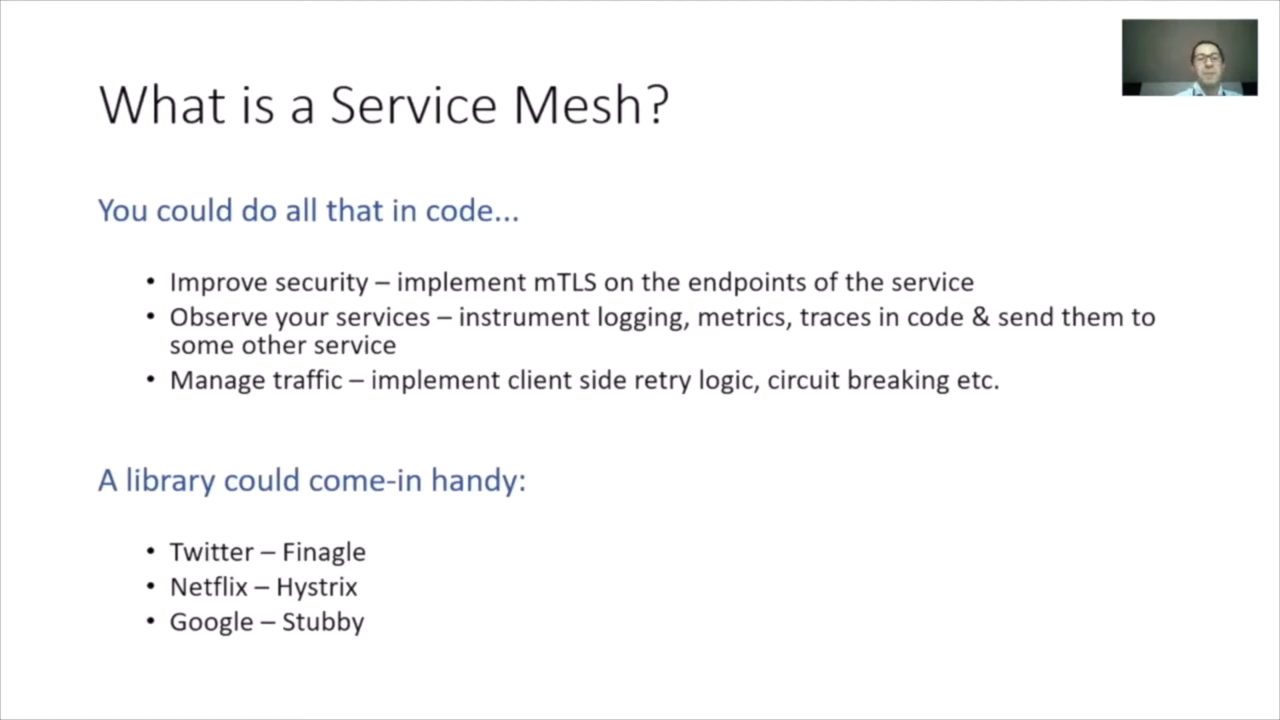 What is a Service Mesh?
You could do all that in code...
• Improve security – implement mTLS on the endpoints of the service
• Observe your services – instrument logging, metrics, traces in code & send them to
some other service
• Manage traffic – implement client side retry logic, circuit breaking etc.
A library could come-in handy:
• Twitter – Finagle
• Netflix – Hystrix
• Google – Stubby